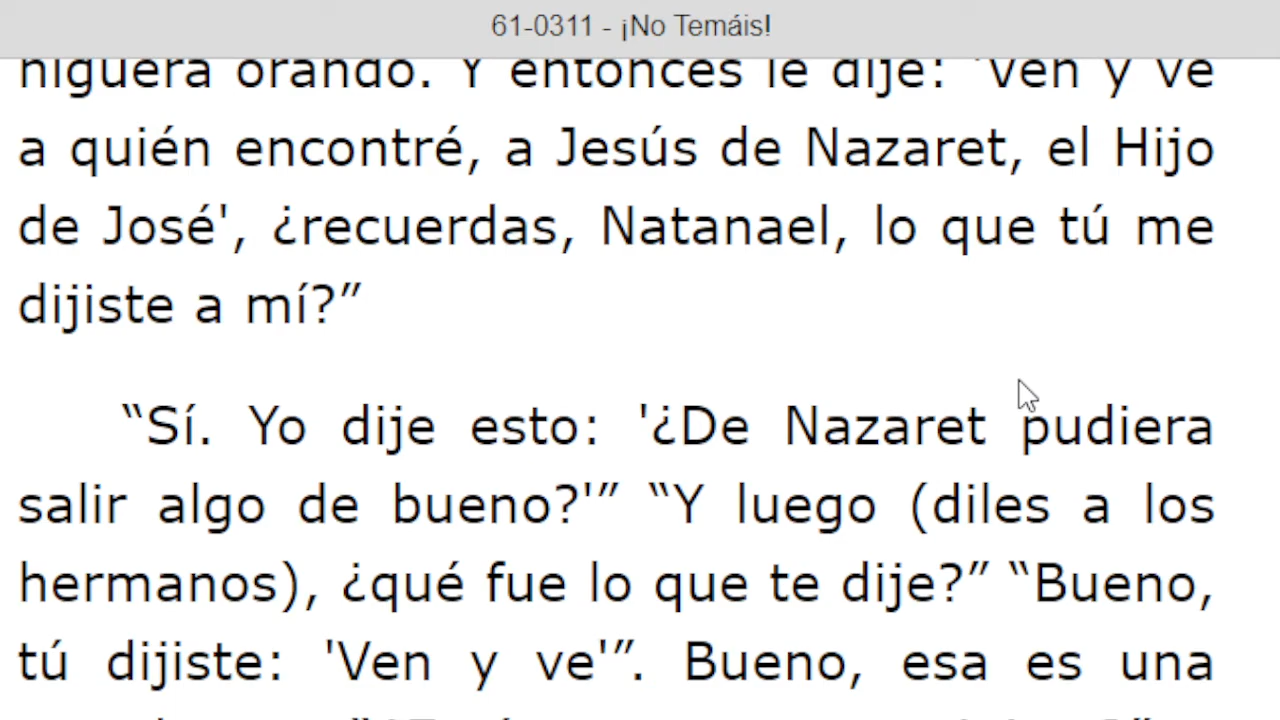 61-0311 - ¡No Temáis!
higuera orando. Y entonces le dije: 'Ven y ve
a quién encontré, a Jesús de Nazaret, el Hijo
de José', ¿recuerdas, Natanael, lo que tú me
dijiste a mí?”
“Sí. Yo dije esto: '¿De Nazaret pudiera
salir algo de bueno?'” “Y luego (diles a los
hermanos), ¿qué fue lo que te dije?” “Bueno,
tú dijiste: 'Ven y ve'”. Bueno, esa es una